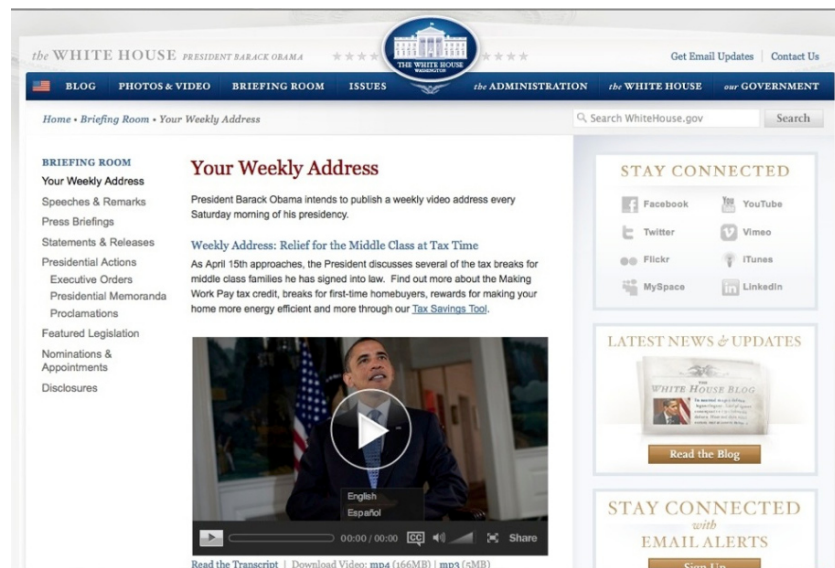 the WHITE HOUSE PRESIDENT BARACK OBAMA
THE WHITE HOUSE
WASHINGTON
Get Email Updates | Contact Us
BLOG PHOTOS & VIDEO BRIEFING ROOM ISSUES the ADMINISTRATION the WHITE HOUSE our GOVERNMENT
Home • Briefing Room • Your Weekly Address
Search WhiteHouse.gov Search
BRIEFING ROOM
Your Weekly Address
Speeches & Remarks
Press Briefings
Statements & Releases
Presidential Actions
Executive Orders
Presidential Memoranda
Proclamations
Featured Legislation
Nominations &
Appointments
Disclosures
Your Weekly Address
President Barack Obama intends to publish a weekly video address every
Saturday morning of his presidency.
Weekly Address: Relief for the Middle Class at Tax Time
As April 15th approaches, the President discusses several of the tax breaks for
middle class families he has signed into law. Find out more about the Making
Work Pay tax credit, breaks for first-time homebuyers, rewards for making your
home more energy efficient and more through our Tax Savings Tool.
English
Español
00:00 / 00:00 CC Share
Read the Transcript | Download Video: mp4 (166MB) | mp3 (5MB)
STAY CONNECTED
Facebook YouTube
Twitter Vimeo
Flickr iTunes
MySpace LinkedIn
LATEST NEWS & UPDATES
THE
WHITE HOUSE BLOG
Read the Blog
STAY CONNECTED
with
EMAIL ALERTS
Sign Up